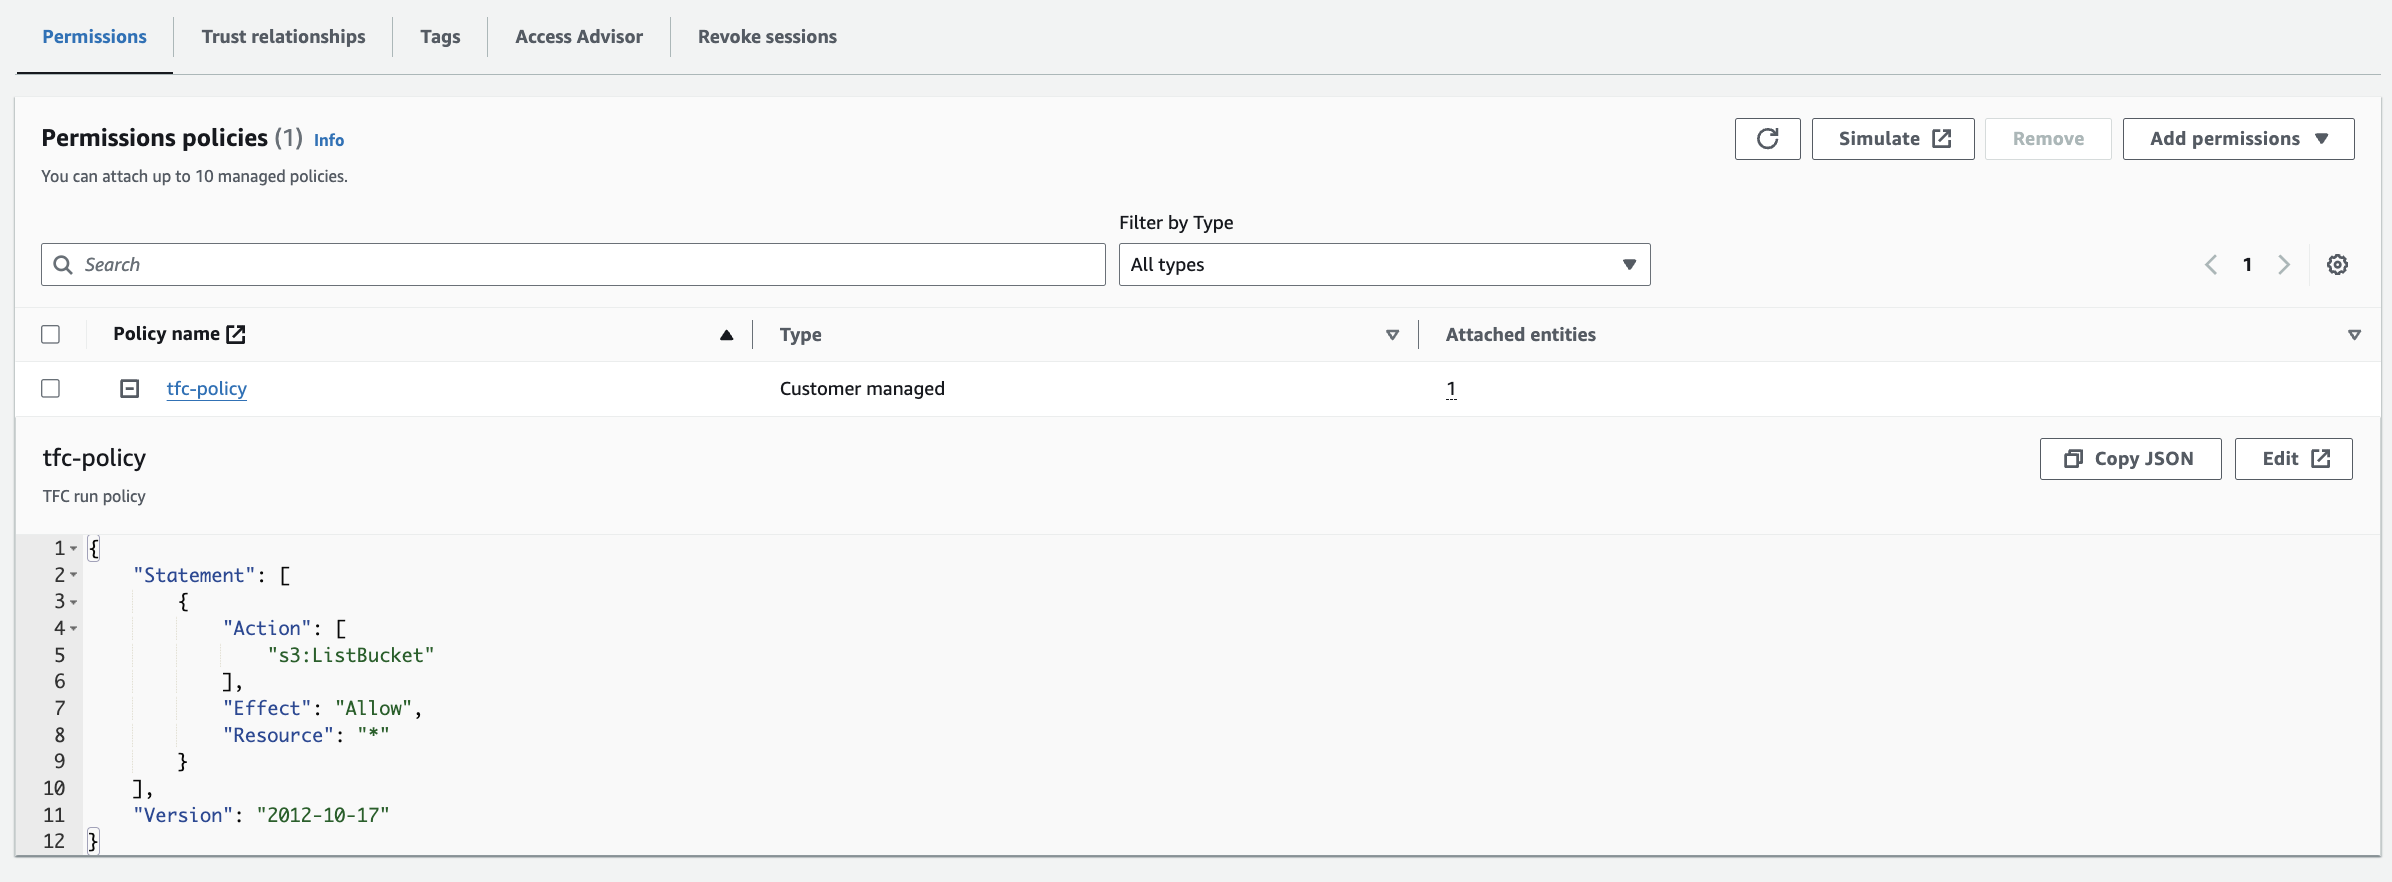 Permissions Trust relationships Tags Access Advisor Revoke sessions
Permissions policies (1) Info
Simulate Remove Add permissions
You can attach up to 10 managed policies.
Filter by Type
Search All types 1
Policy name Type Attached entities
tfc-policy Customer managed 1
tfc-policy
Copy JSON Edit
TFC run policy
1 {
2 "Statement": [
3 {
4 "Action": [
5 "s3:ListBucket"
6 ],
7 "Effect": "Allow",
8 "Resource": "*"
9 }
10 ],
11 "Version": "2012-10-17"
12 }